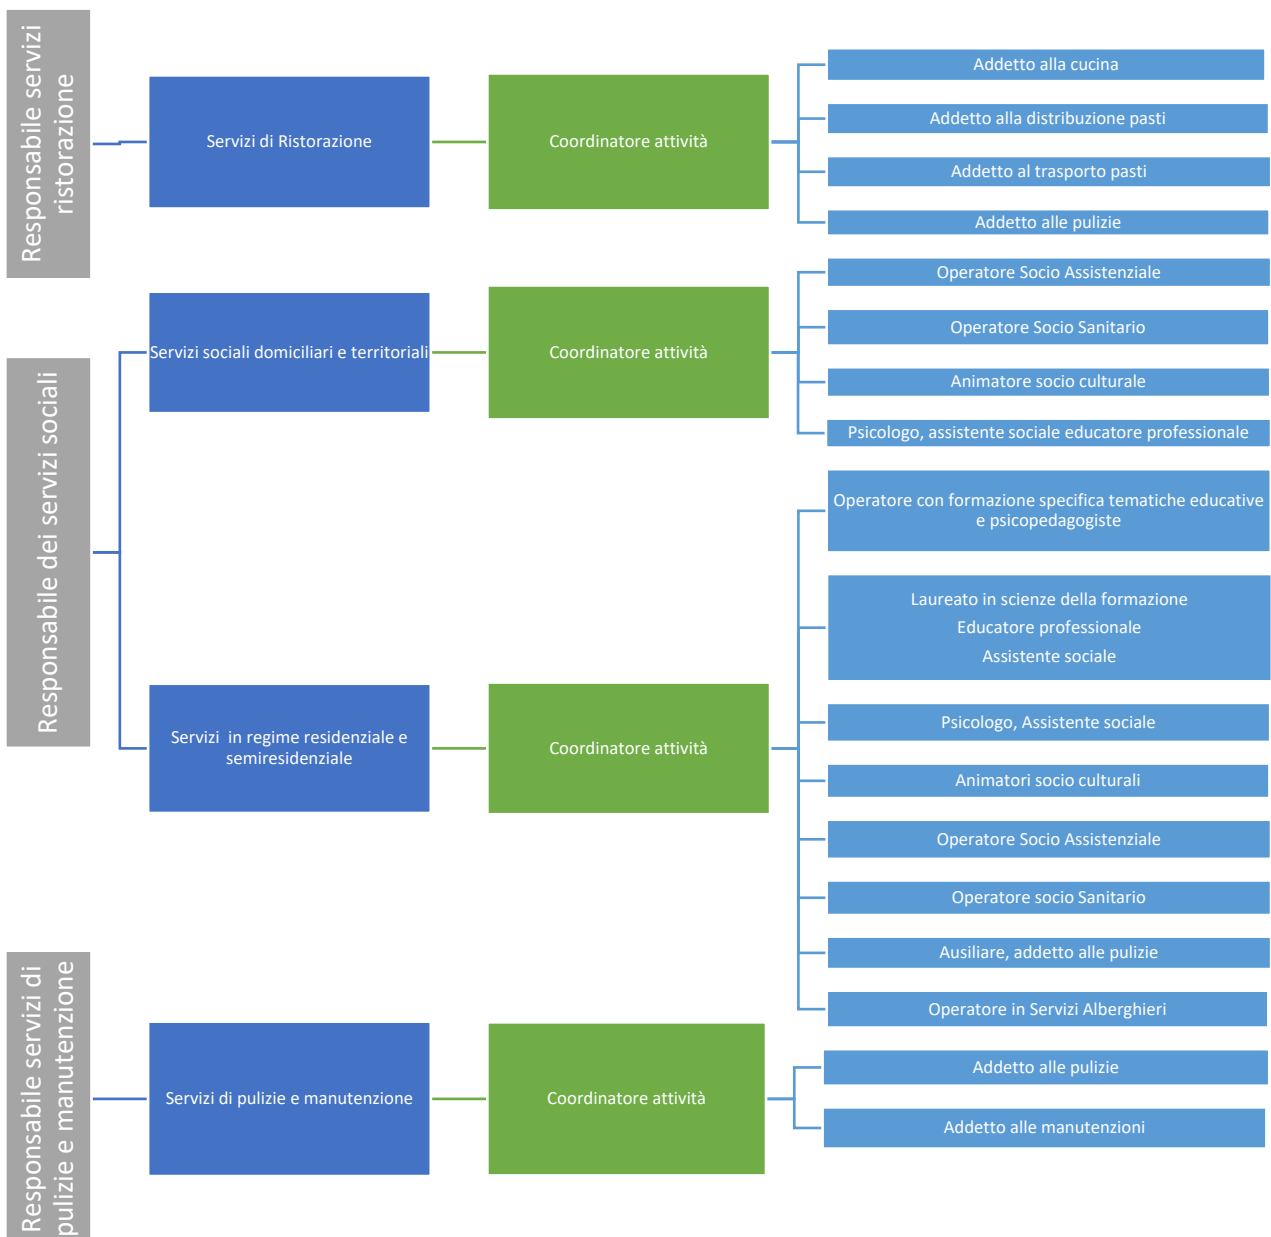 Responsabile servizi
ristorazione
Servizi di Ristorazione
Coordinatore attività
Addetto alla cucina
Addetto alla distribuzione pasti
Addetto al trasporto pasti
Addetto alle pulizie
Responsabile dei servizi sociali
Servizi sociali domiciliari e territoriali
Coordinatore attività
Operatore Socio Assistenziale
Operatore Socio Sanitario
Animatore socio culturale
Psicologo, assistente sociale educatore professionale
Servizi in regime residenziale e
semiresidenziale
Coordinatore attività
Operatore con formazione specifica tematiche educative
e psicopedagogiste
Laureato in scienze della formazione
Educatore professionale
Assistente sociale
Psicologo, Assistente sociale
Animatori socio culturali
Operatore Socio Assistenziale
Operatore socio Sanitario
Ausiliare, addetto alle pulizie
Operatore in Servizi Alberghieri
Responsabile servizi di
pulizie e manutenzione
Servizi di pulizie e manutenzione
Coordinatore attività
Addetto alle pulizie
Addetto alle manutenzioni